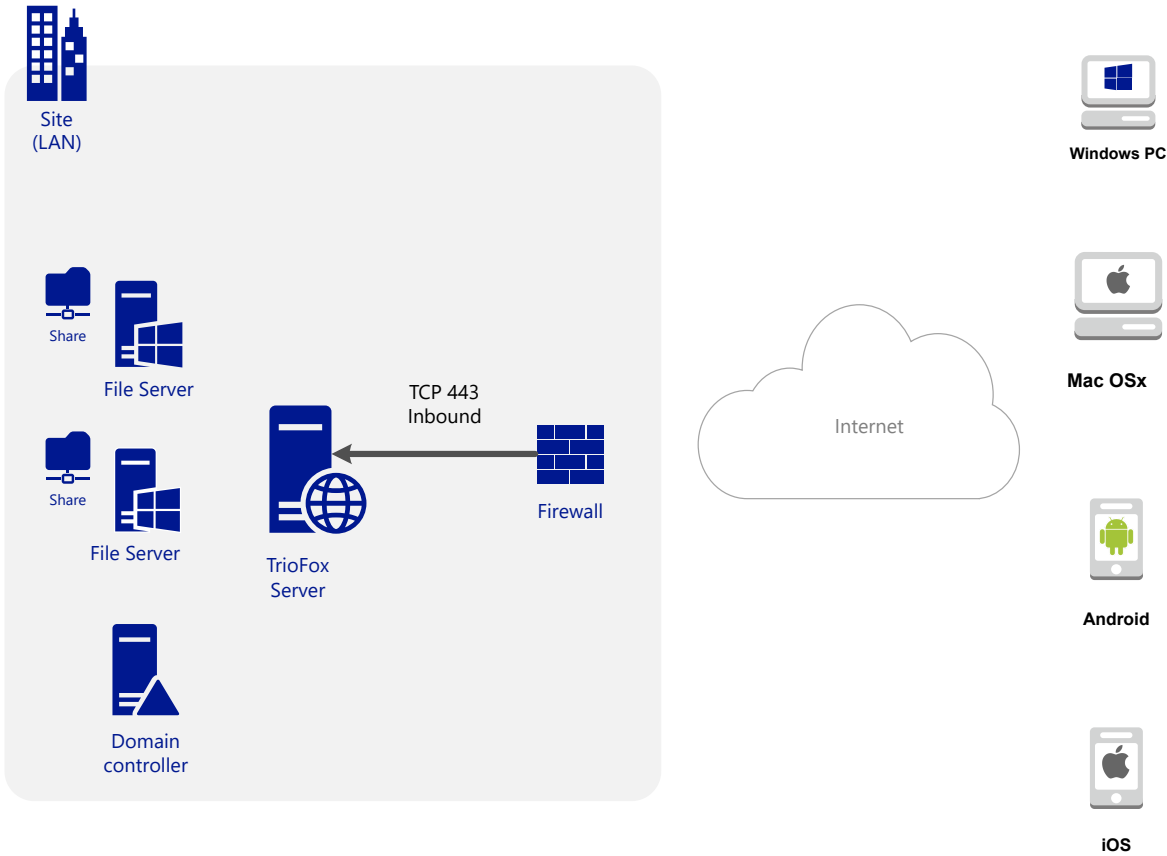 Site
(LAN)
Windows PC
Share
File Server
Mac OSx
TCP 443
Inbound
Internet
Share
Firewall
File Server
TrioFox
Server
Android
Domain
controller
iOS